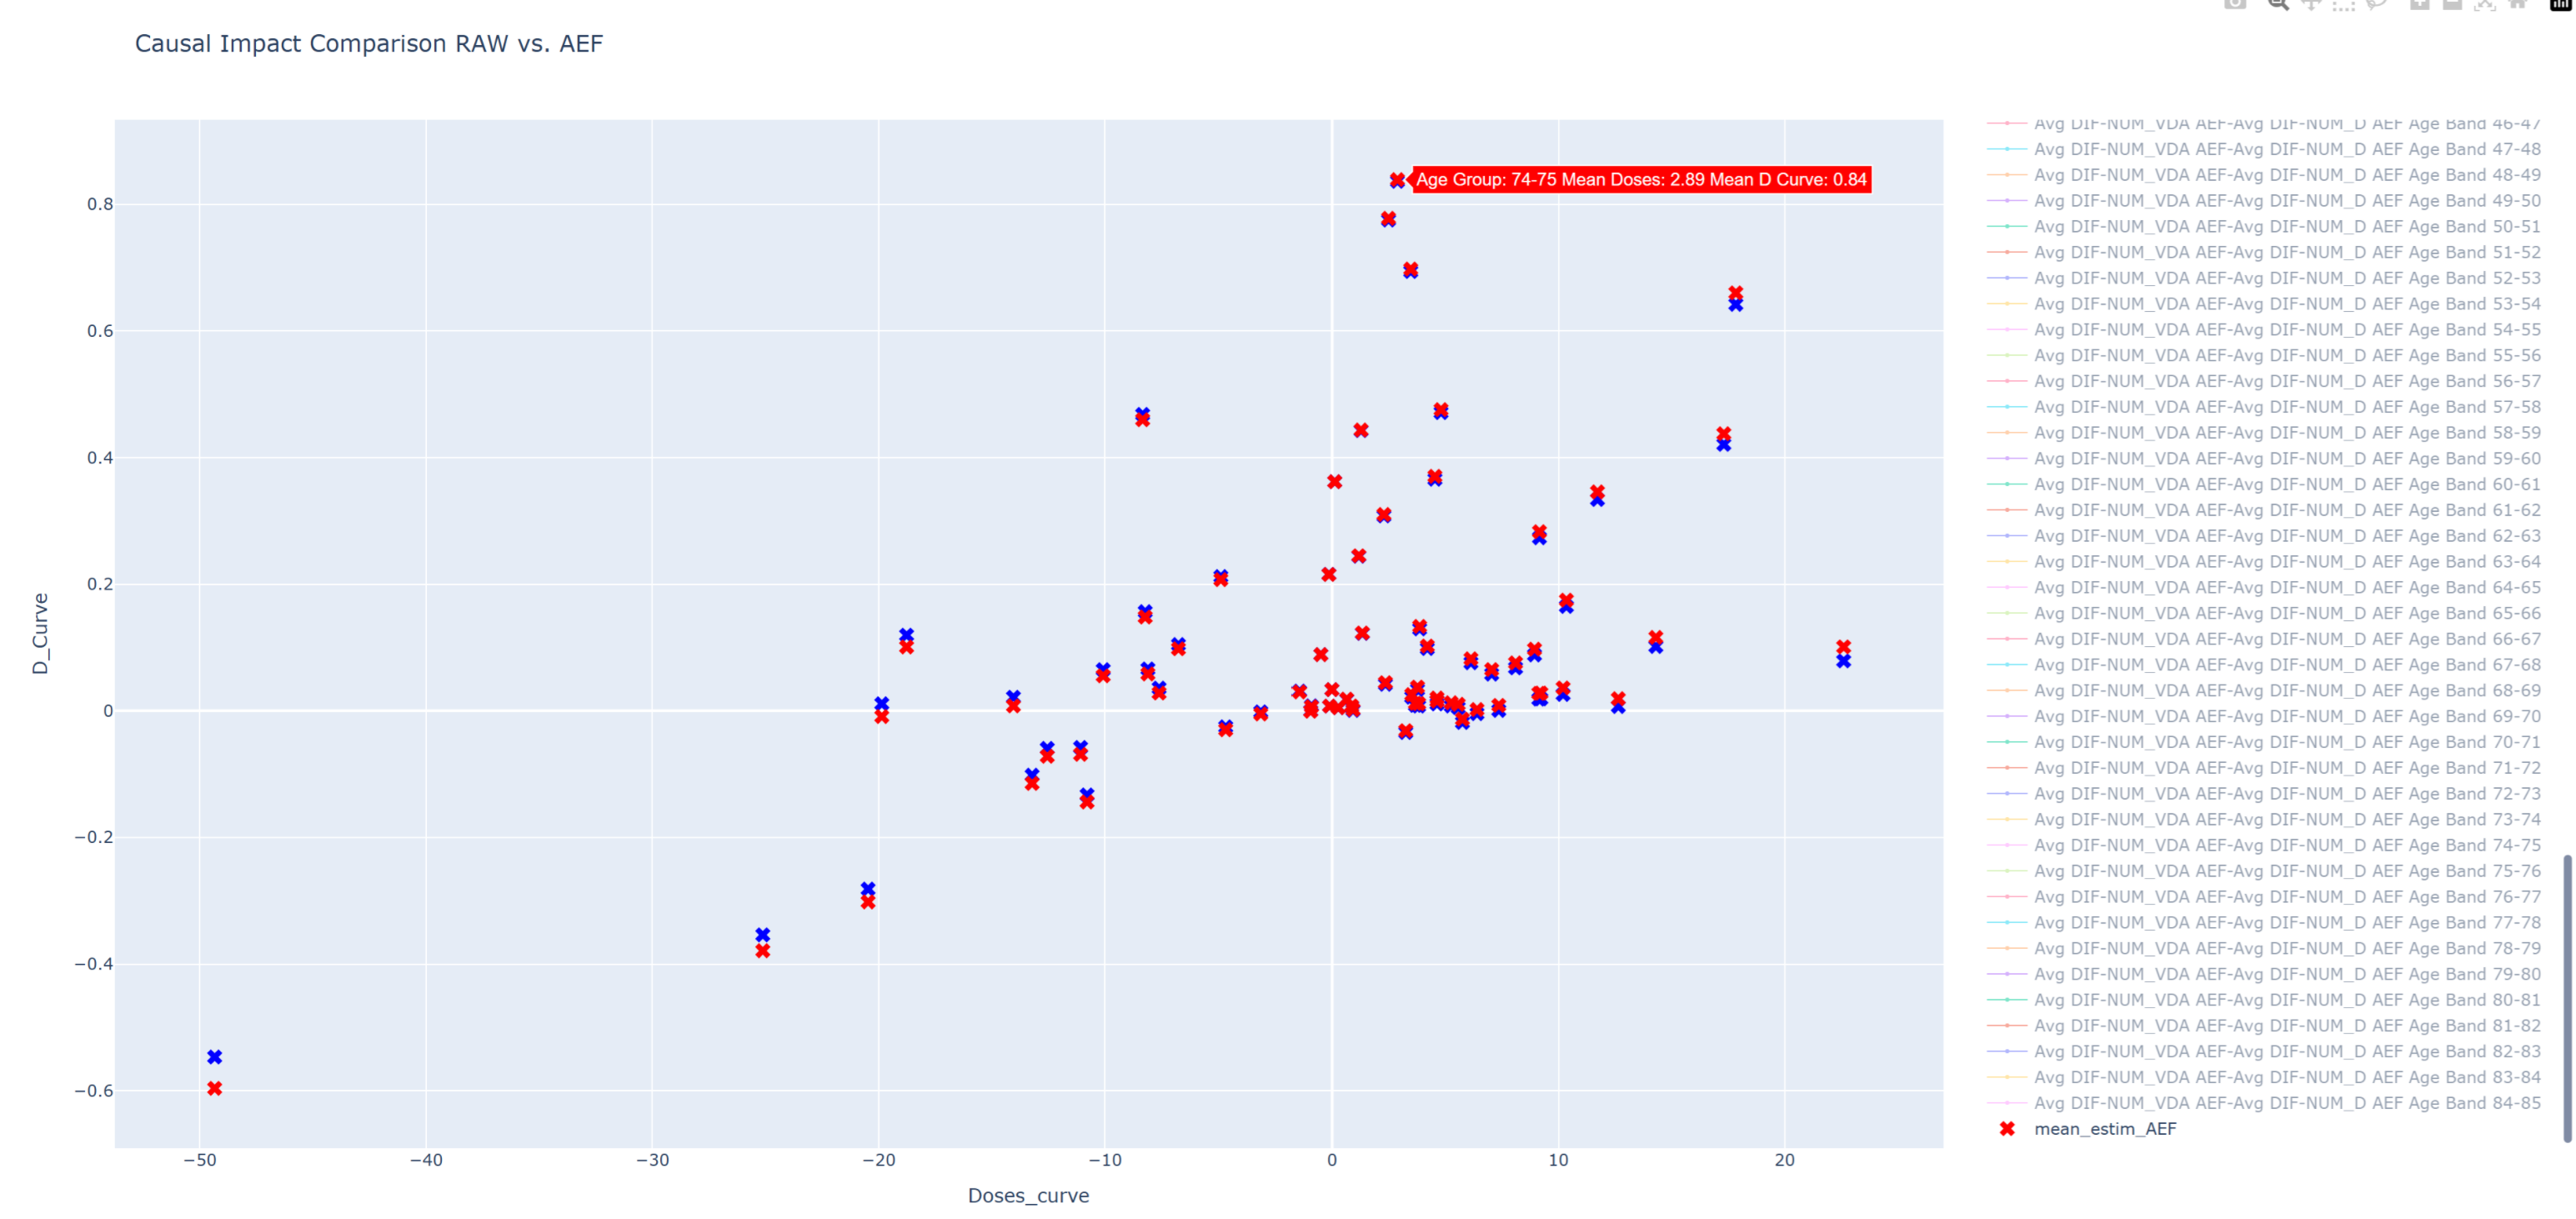 Causal Impact Comparison RAW vs. AEF
Age Group: 74-75 Mean Doses: 2.89 Mean D Curve: 0.84
D_Curve
0.8
0.6
0.4
0.2
0
−0.2
−0.4
−0.6
−50
−40
−30
−20
−10
0
10
20
Doses_curve
Avg DIF-NUM_VDA AEF-Avg DIF-NUM_D AEF Age Band 46-47
Avg DIF-NUM_VDA AEF-Avg DIF-NUM_D AEF Age Band 47-48
Avg DIF-NUM_VDA AEF-Avg DIF-NUM_D AEF Age Band 48-49
Avg DIF-NUM_VDA AEF-Avg DIF-NUM_D AEF Age Band 49-50
Avg DIF-NUM_VDA AEF-Avg DIF-NUM_D AEF Age Band 50-51
Avg DIF-NUM_VDA AEF-Avg DIF-NUM_D AEF Age Band 51-52
Avg DIF-NUM_VDA AEF-Avg DIF-NUM_D AEF Age Band 52-53
Avg DIF-NUM_VDA AEF-Avg DIF-NUM_D AEF Age Band 53-54
Avg DIF-NUM_VDA AEF-Avg DIF-NUM_D AEF Age Band 54-55
Avg DIF-NUM_VDA AEF-Avg DIF-NUM_D AEF Age Band 55-56
Avg DIF-NUM_VDA AEF-Avg DIF-NUM_D AEF Age Band 56-57
Avg DIF-NUM_VDA AEF-Avg DIF-NUM_D AEF Age Band 57-58
Avg DIF-NUM_VDA AEF-Avg DIF-NUM_D AEF Age Band 58-59
Avg DIF-NUM_VDA AEF-Avg DIF-NUM_D AEF Age Band 59-60
Avg DIF-NUM_VDA AEF-Avg DIF-NUM_D AEF Age Band 60-61
Avg DIF-NUM_VDA AEF-Avg DIF-NUM_D AEF Age Band 61-62
Avg DIF-NUM_VDA AEF-Avg DIF-NUM_D AEF Age Band 62-63
Avg DIF-NUM_VDA AEF-Avg DIF-NUM_D AEF Age Band 63-64
Avg DIF-NUM_VDA AEF-Avg DIF-NUM_D AEF Age Band 64-65
Avg DIF-NUM_VDA AEF-Avg DIF-NUM_D AEF Age Band 65-66
Avg DIF-NUM_VDA AEF-Avg DIF-NUM_D AEF Age Band 66-67
Avg DIF-NUM_VDA AEF-Avg DIF-NUM_D AEF Age Band 67-68
Avg DIF-NUM_VDA AEF-Avg DIF-NUM_D AEF Age Band 68-69
Avg DIF-NUM_VDA AEF-Avg DIF-NUM_D AEF Age Band 69-70
Avg DIF-NUM_VDA AEF-Avg DIF-NUM_D AEF Age Band 70-71
Avg DIF-NUM_VDA AEF-Avg DIF-NUM_D AEF Age Band 71-72
Avg DIF-NUM_VDA AEF-Avg DIF-NUM_D AEF Age Band 72-73
Avg DIF-NUM_VDA AEF-Avg DIF-NUM_D AEF Age Band 73-74
Avg DIF-NUM_VDA AEF-Avg DIF-NUM_D AEF Age Band 74-75
Avg DIF-NUM_VDA AEF-Avg DIF-NUM_D AEF Age Band 75-76
Avg DIF-NUM_VDA AEF-Avg DIF-NUM_D AEF Age Band 76-77
Avg DIF-NUM_VDA AEF-Avg DIF-NUM_D AEF Age Band 77-78
Avg DIF-NUM_VDA AEF-Avg DIF-NUM_D AEF Age Band 78-79
Avg DIF-NUM_VDA AEF-Avg DIF-NUM_D AEF Age Band 79-80
Avg DIF-NUM_VDA AEF-Avg DIF-NUM_D AEF Age Band 80-81
Avg DIF-NUM_VDA AEF-Avg DIF-NUM_D AEF Age Band 81-82
Avg DIF-NUM_VDA AEF-Avg DIF-NUM_D AEF Age Band 82-83
Avg DIF-NUM_VDA AEF-Avg DIF-NUM_D AEF Age Band 83-84
Avg DIF-NUM_VDA AEF-Avg DIF-NUM_D AEF Age Band 84-85
mean_estim_AEF